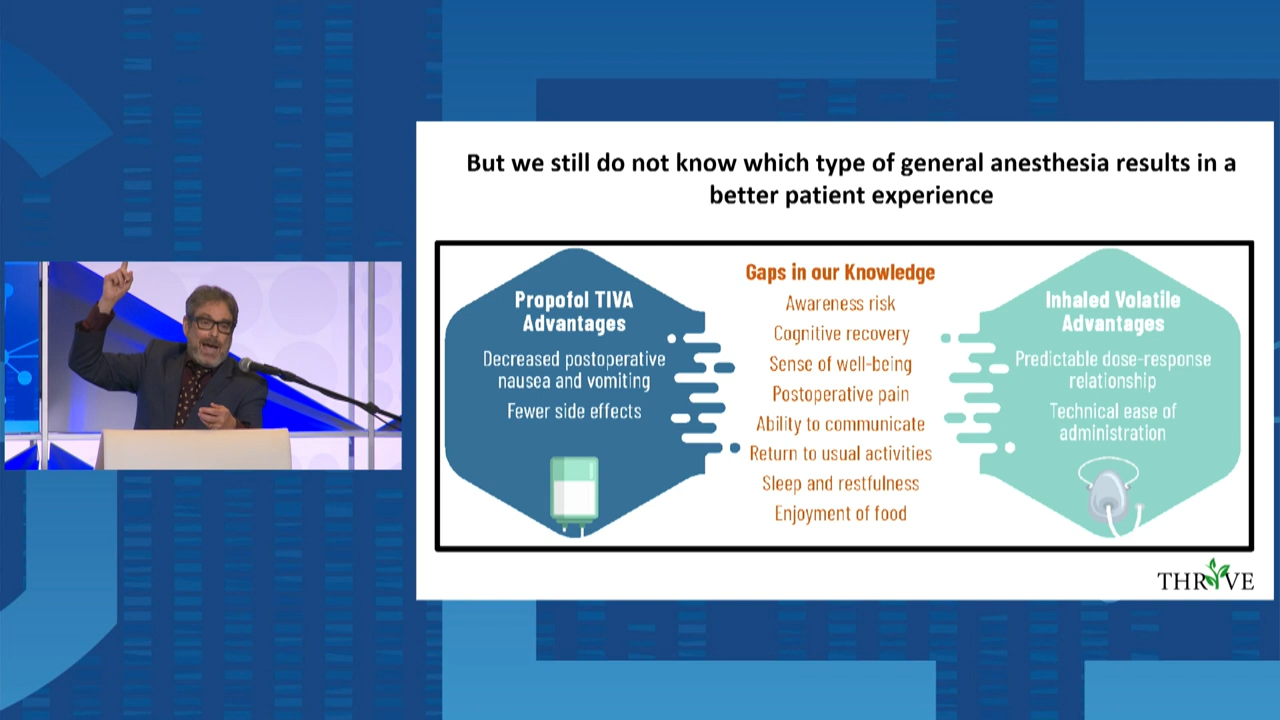 But we still do not know which type of general anesthesia results in a
better patient experience
Propofol TIVA
Advantages
Decreased postoperative
nausea and vomiting
Fewer side effects
Gaps in our Knowledge
Awareness risk
Cognitive recovery
Sense of well-being
Postoperative pain
Ability to communicate
Return to usual activities
Sleep and restfulness
Enjoyment of food
Inhaled Volatile
Advantages
Predictable dose-response
relationship
Technical ease of
administration
THRIVE